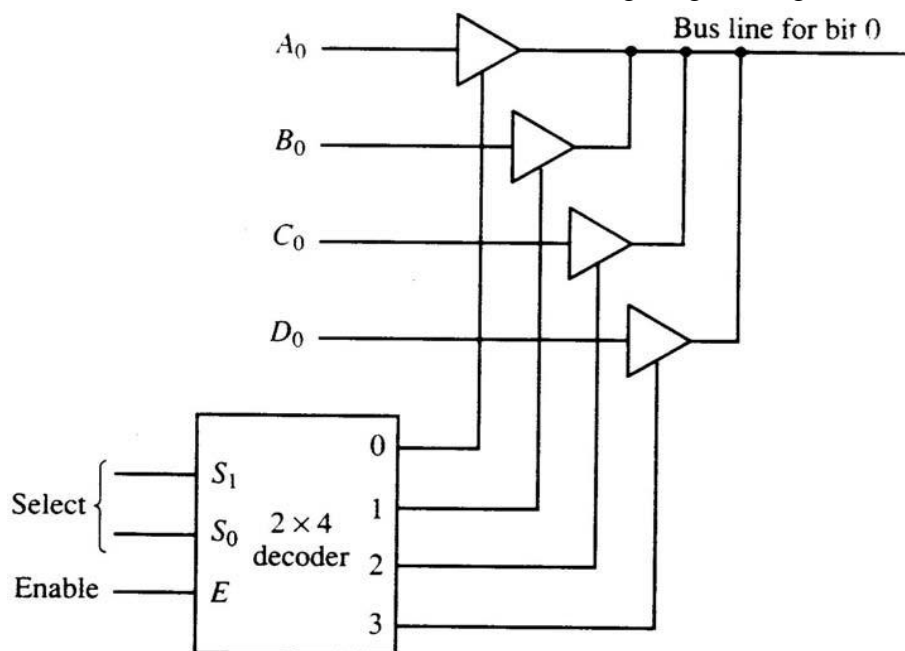 Bus line for bit 0
A₀
B₀
C₀
D₀
0
S₁
Select
1
S₀
2 × 4
decoder
2
Enable
E
3